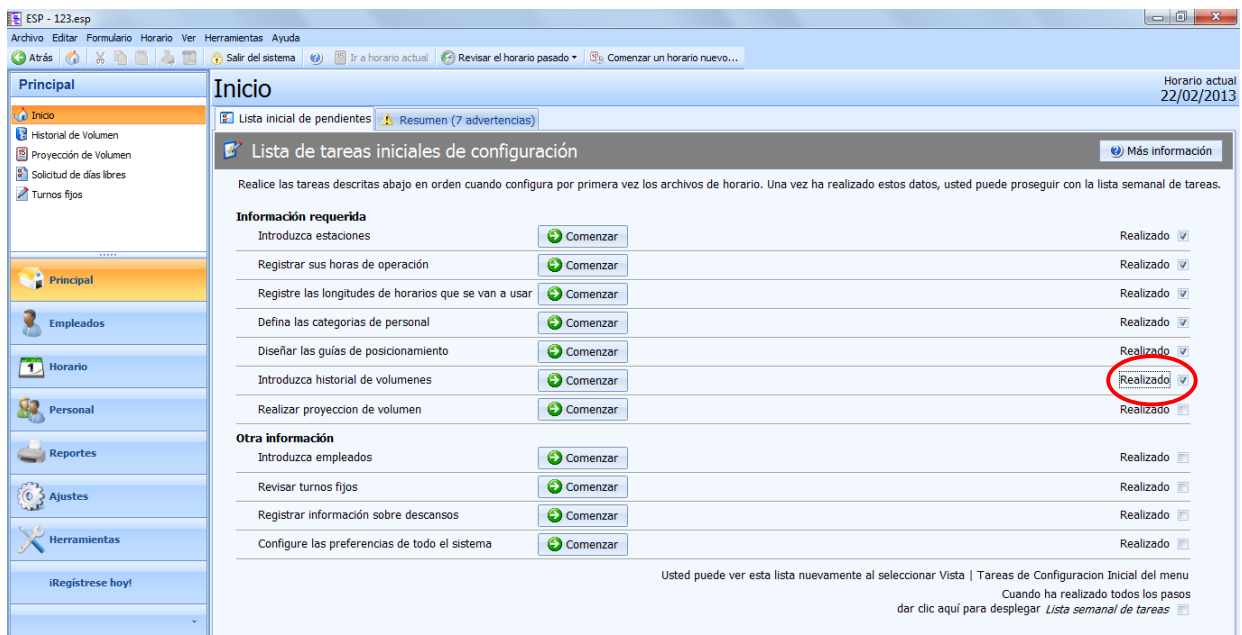 ESP - 123.esp
Archivo Editar Formulario Horario Ver Herramientas Ayuda
Atrás Salir del sistema Ir a horario actual Revisar el horario pasado Comenzar un horario nuevo...
Principal
Inicio
Historial de Volumen
Proyección de Volumen
Solicitud de días libres
Turnos fijos
Principal
Empleados
Horario
Personal
Reportes
Ajustes
Herramientas
¡Regístrese hoy!
Inicio
Horario actual
22/02/2013
Lista inicial de pendientes Resumen (7 advertencias)
Lista de tareas iniciales de configuración Más información
Realice las tareas descritas abajo en orden cuando configura por primera vez los archivos de horario. Una vez ha realizado estos datos, usted puede proseguir con la lista semanal de tareas.
Información requerida
Introduzca estaciones Comenzar Realizado
Registrar sus horas de operación Comenzar Realizado
Registre las longitudes de horarios que se van a usar Comenzar Realizado
Defina las categorias de personal Comenzar Realizado
Diseñar las guías de posicionamiento Comenzar Realizado
Introduzca historial de volumenes Comenzar Realizado
Realizar proyeccion de volumen Comenzar Realizado
Otra información
Introduzca empleados Comenzar Realizado
Revisar turnos fijos Comenzar Realizado
Registrar información sobre descansos Comenzar Realizado
Configure las preferencias de todo el sistema Comenzar Realizado
Usted puede ver esta lista nuevamente al seleccionar Vista | Tareas de Configuracion Inicial del menu
Cuando ha realizado todos los pasos
dar clic aquí para desplegar Lista semanal de tareas